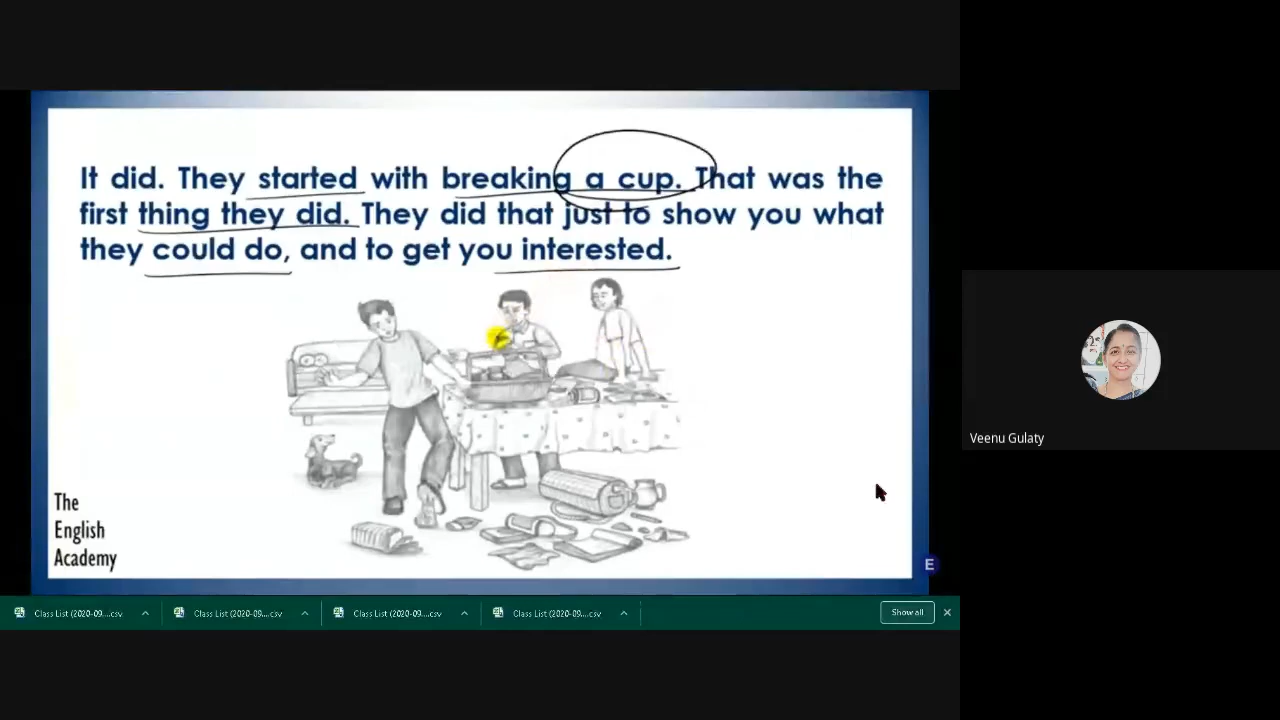 It did. They started with breaking a cup. That was the
first thing they did. They did that just to show you what
they could do, and to get you interested.
The
English
Academy
E
Veenu Gulaty
Class List (2020-09....csv
Class List (2020-09....csv
Class List (2020-09....csv
Class List (2020-09....csv
Show all